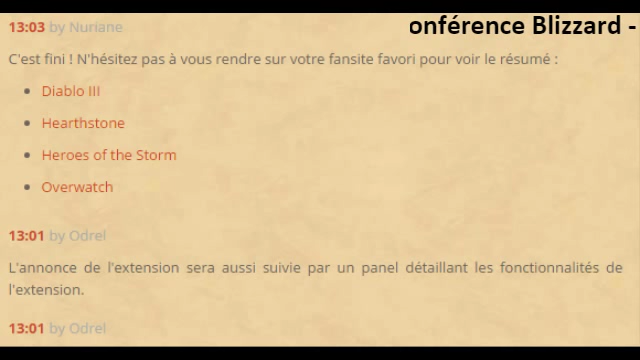 onférence Blizzard -
13:03 by Nuriane
C'est fini ! N'hésitez pas à vous rendre sur votre fansite favori pour voir le résumé :
Diablo III
Hearthstone
Heroes of the Storm
Overwatch
13:01 by Odrel
L'annonce de l'extension sera aussi suivie par un panel détaillant les fonctionnalités de
l'extension.
13:01 by Odrel